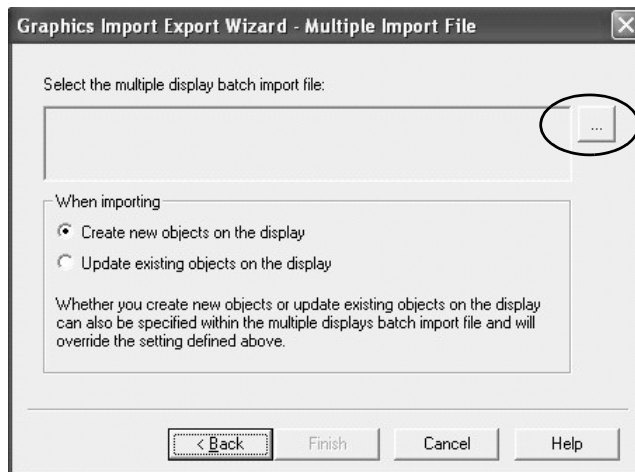 Graphics Import Export Wizard - Multiple Import File
Select the multiple display batch import file:
...
When importing
Create new objects on the display
Update existing objects on the display
Whether you create new objects or update existing objects on the display
can also be specified within the multiple displays batch import file and will
override the setting defined above.
< Back Finish Cancel Help